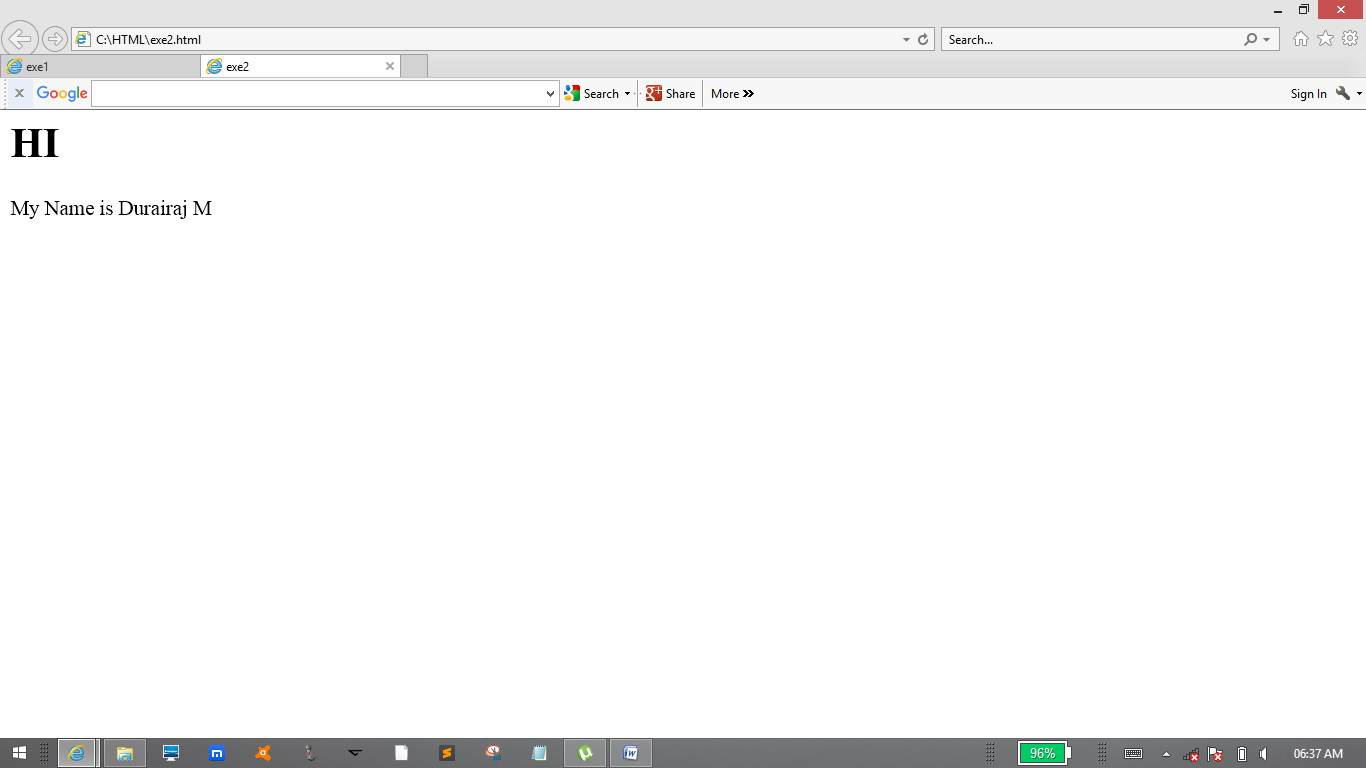 C:\HTML\exe2.html
Search...
exe1
exe2
Google
Search
Share
More
Sign In
HI
My Name is Durairaj M
96%
06:37 AM